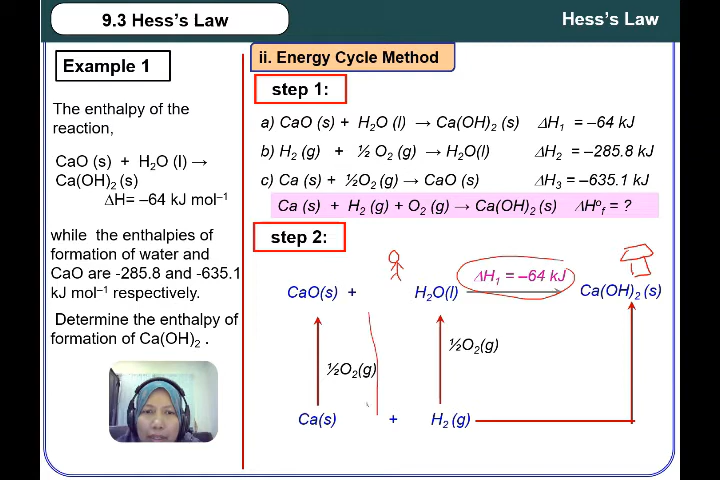 9.3 Hess's Law
Hess's Law
Example 1
The enthalpy of the
reaction,
CaO (s) + H₂O (l) →
Ca(OH)₂ (s)
ΔH= –64 kJ mol⁻¹
while the enthalpies of
formation of water and
CaO are -285.8 and -635.1
kJ mol⁻¹ respectively.
Determine the enthalpy of
formation of Ca(OH)₂ .
ii. Energy Cycle Method
step 1:
a) CaO (s) + H₂O (l) → Ca(OH)₂ (s) ΔH₁ = –64 kJ
b) H₂ (g) + ½ O₂ (g) → H₂O(l) ΔH₂ = –285.8 kJ
c) Ca (s) + ½O₂ (g) → CaO (s) ΔH₃ = –635.1 kJ
Ca (s) + H₂ (g) + O₂ (g) → Ca(OH)₂ (s) ΔH°f = ?
step 2:
ΔH₁ = –64 kJ
CaO(s) + H₂O(l) Ca(OH)₂ (s)
½O₂(g)
½O₂(g)
Ca(s) + H₂ (g)